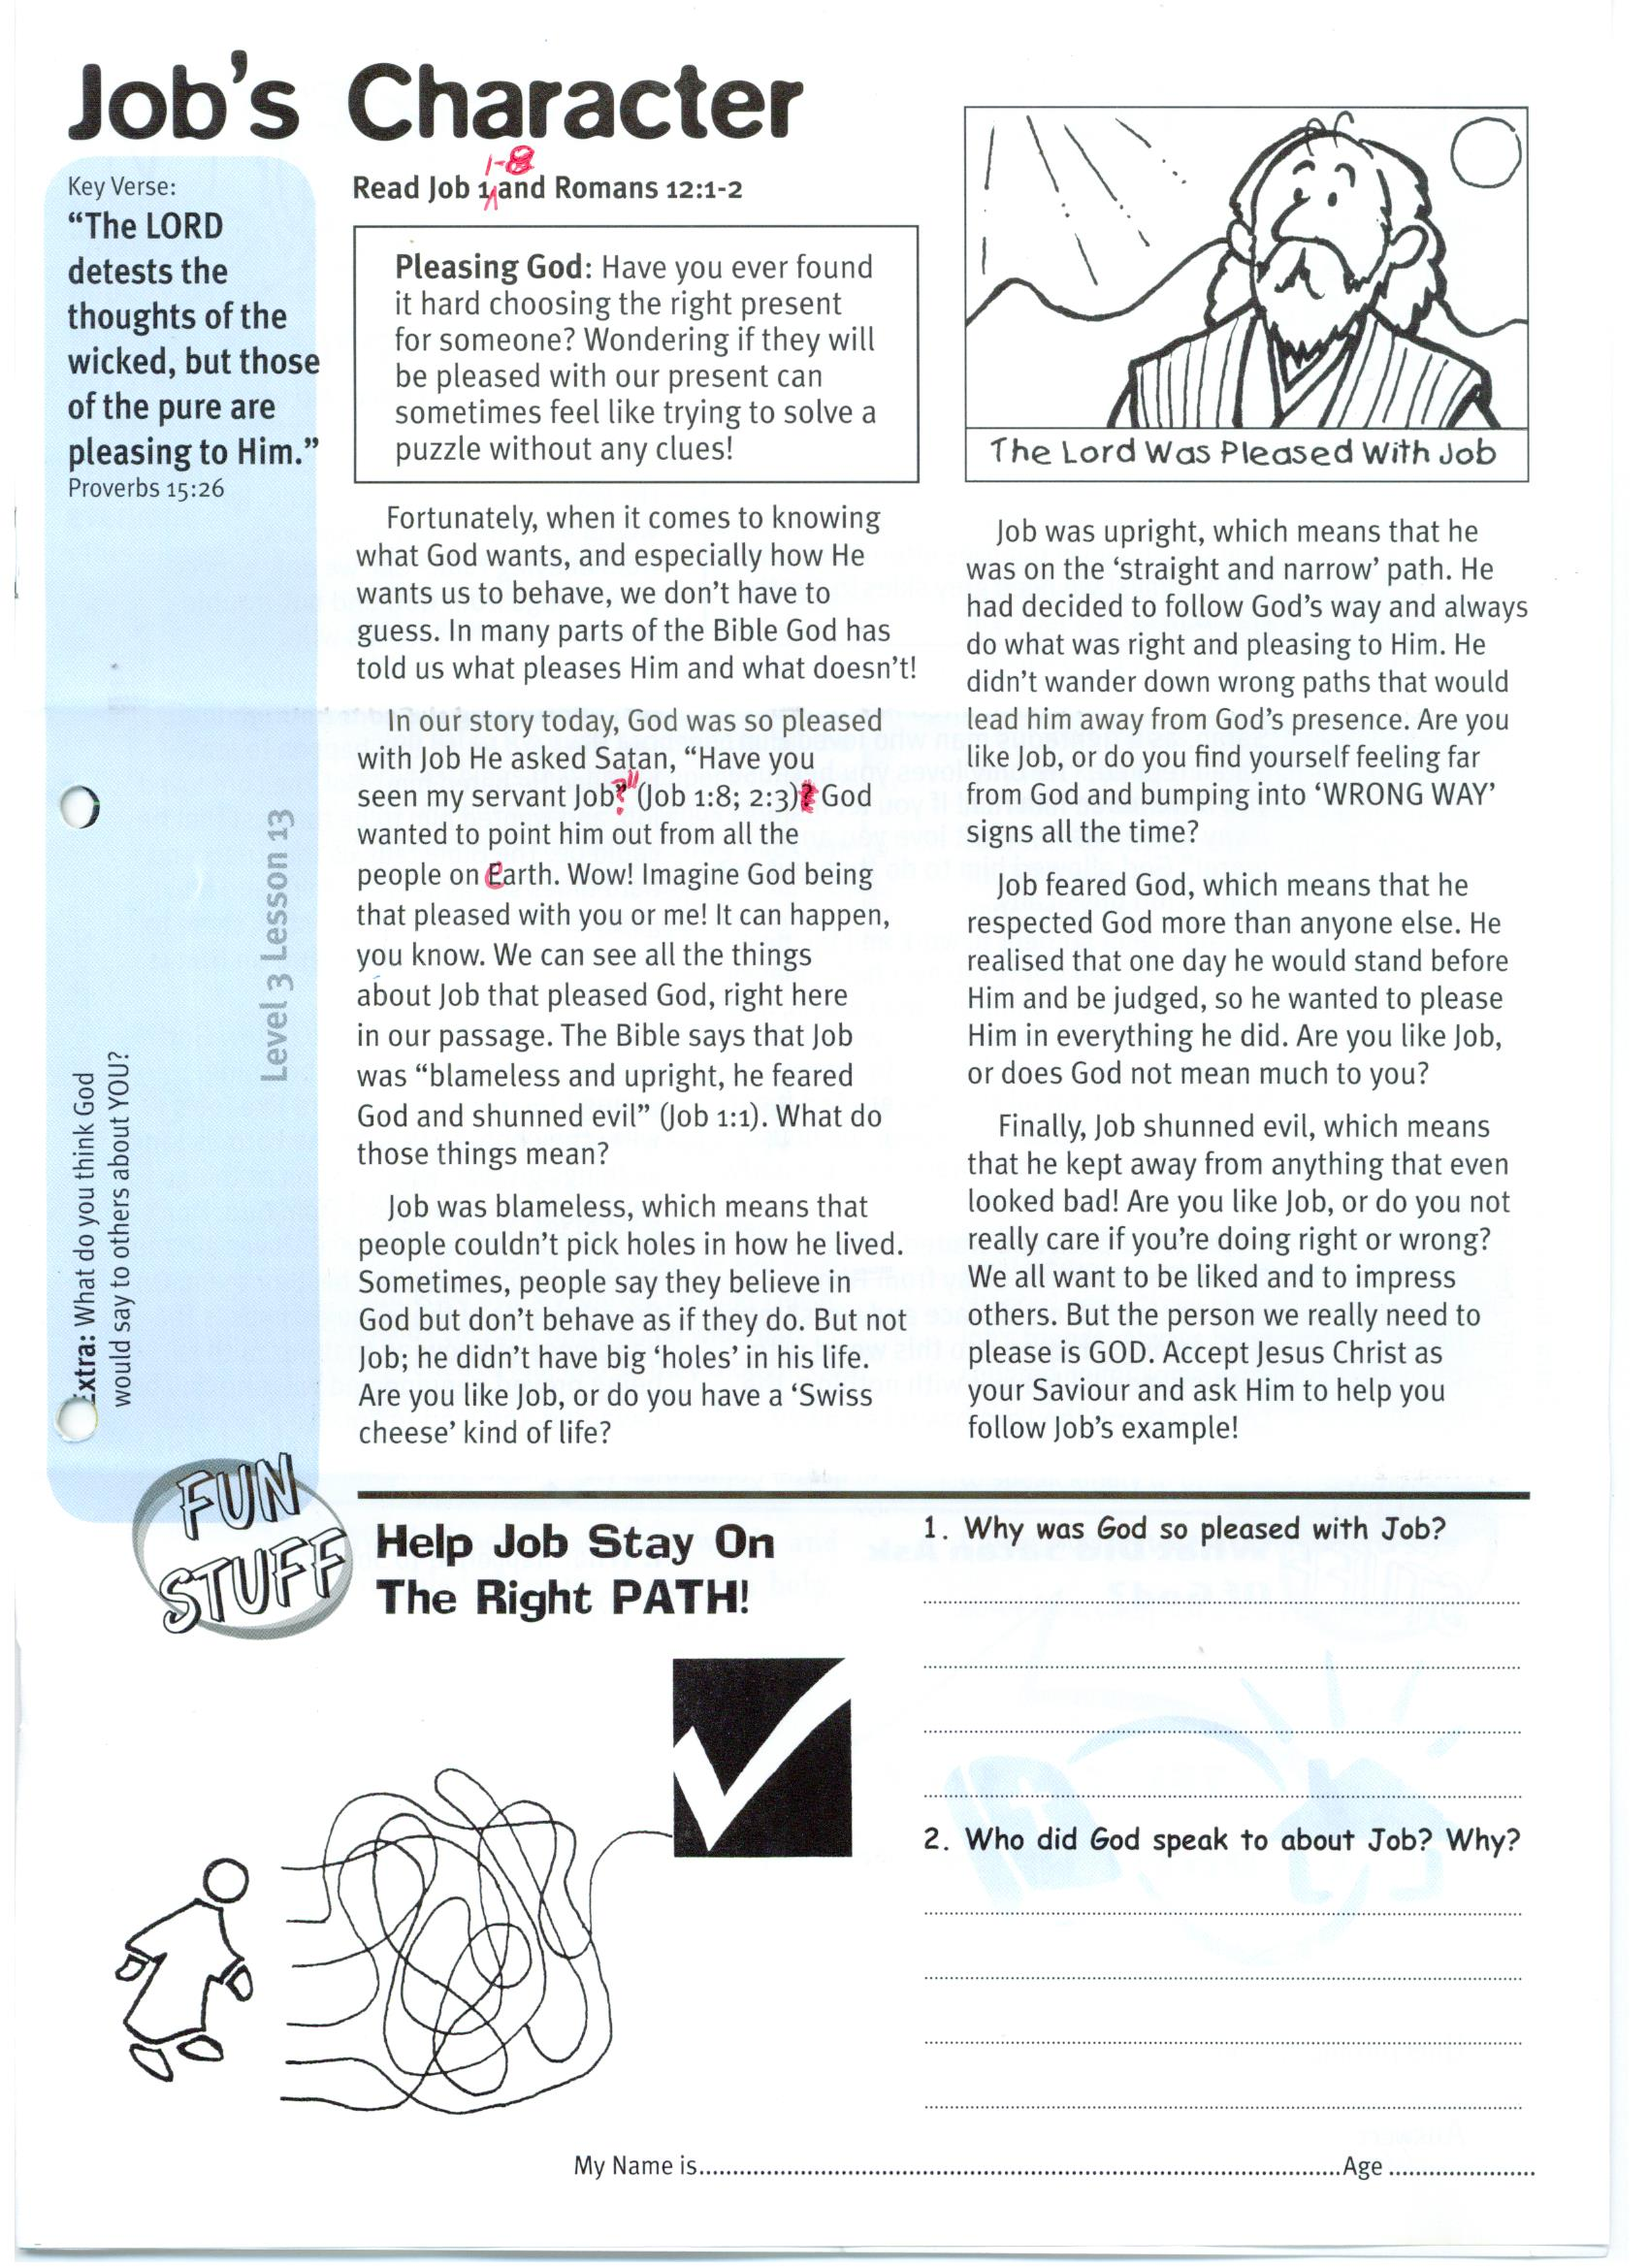 Job's Character
Key Verse:
“The LORD
detests the
thoughts of the
wicked, but those
of the pure are
pleasing to Him.”
Proverbs 15:26
Level 3 Lesson 13
Extra: What do you think God
would say to others about YOU?
1-8
Read Job 1 and Romans 12:1-2
Pleasing God: Have you ever found
it hard choosing the right present
for someone? Wondering if they will
be pleased with our present can
sometimes feel like trying to solve a
puzzle without any clues!
Fortunately, when it comes to knowing
what God wants, and especially how He
wants us to behave, we don’t have to
guess. In many parts of the Bible God has
told us what pleases Him and what doesn’t!
In our story today, God was so pleased
with Job He asked Satan, “Have you
seen my servant Job?” (Job 1:8; 2:3)? God
wanted to point him out from all the
people on earth. Wow! Imagine God being
that pleased with you or me! It can happen,
you know. We can see all the things
about Job that pleased God, right here
in our passage. The Bible says that Job
was “blameless and upright, he feared
God and shunned evil” (Job 1:1). What do
those things mean?
Job was blameless, which means that
people couldn’t pick holes in how he lived.
Sometimes, people say they believe in
God but don’t behave as if they do. But not
Job; he didn’t have big ‘holes’ in his life.
Are you like Job, or do you have a ‘Swiss
cheese’ kind of life?
The Lord Was Pleased With Job
Job was upright, which means that he
was on the ‘straight and narrow’ path. He
had decided to follow God’s way and always
do what was right and pleasing to Him. He
didn’t wander down wrong paths that would
lead him away from God’s presence. Are you
like Job, or do you find yourself feeling far
from God and bumping into ‘WRONG WAY’
signs all the time?
Job feared God, which means that he
respected God more than anyone else. He
realised that one day he would stand before
Him and be judged, so he wanted to please
Him in everything he did. Are you like Job,
or does God not mean much to you?
Finally, Job shunned evil, which means
that he kept away from anything that even
looked bad! Are you like Job, or do you not
really care if you’re doing right or wrong?
We all want to be liked and to impress
others. But the person we really need to
please is GOD. Accept Jesus Christ as
your Saviour and ask Him to help you
follow Job’s example!
FUN
STUFF
Help Job Stay On
The Right PATH!
1. Why was God so pleased with Job?
2. Who did God speak to about Job? Why?
My Name is.......... Age ..........